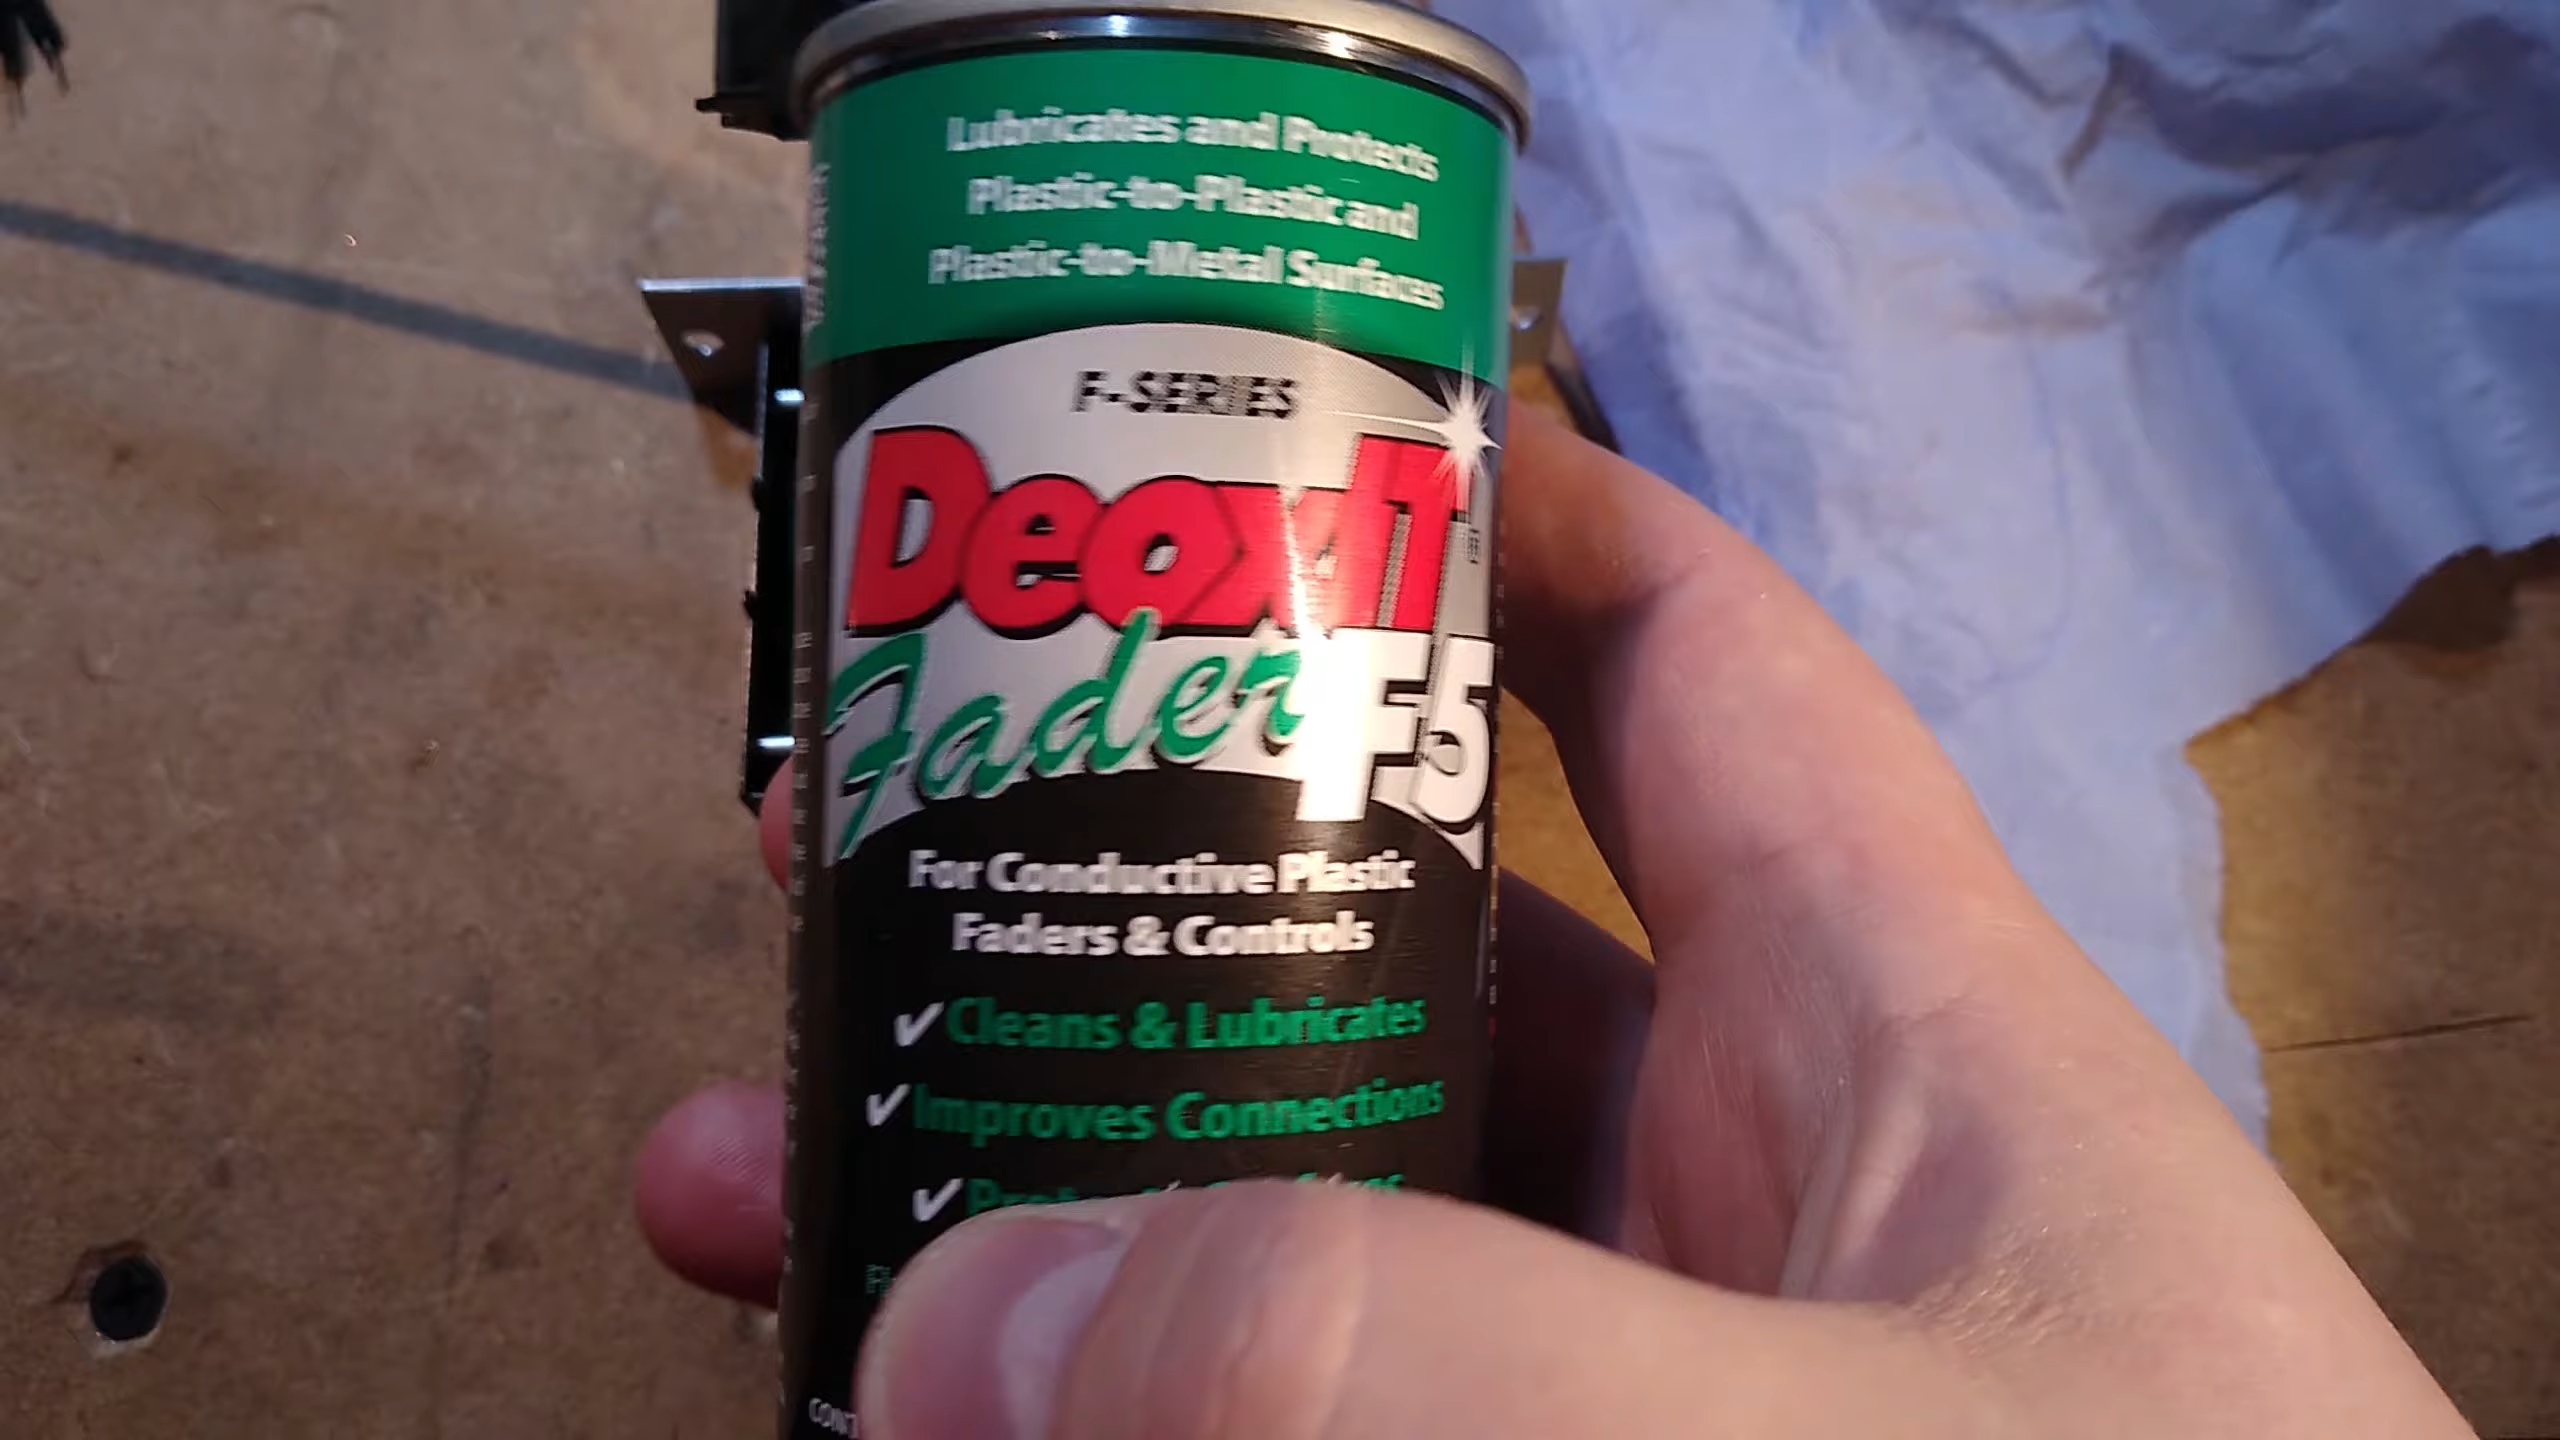 Lubricates and Protects
Plastic-to-Plastic and
Plastic-to-Metal Surfaces
F-SERIES
DeoxIT®
Fader F5
For Conductive Plastic
Faders & Controls
✓ Cleans & Lubricates
✓ Improves Connections
✓
CONT